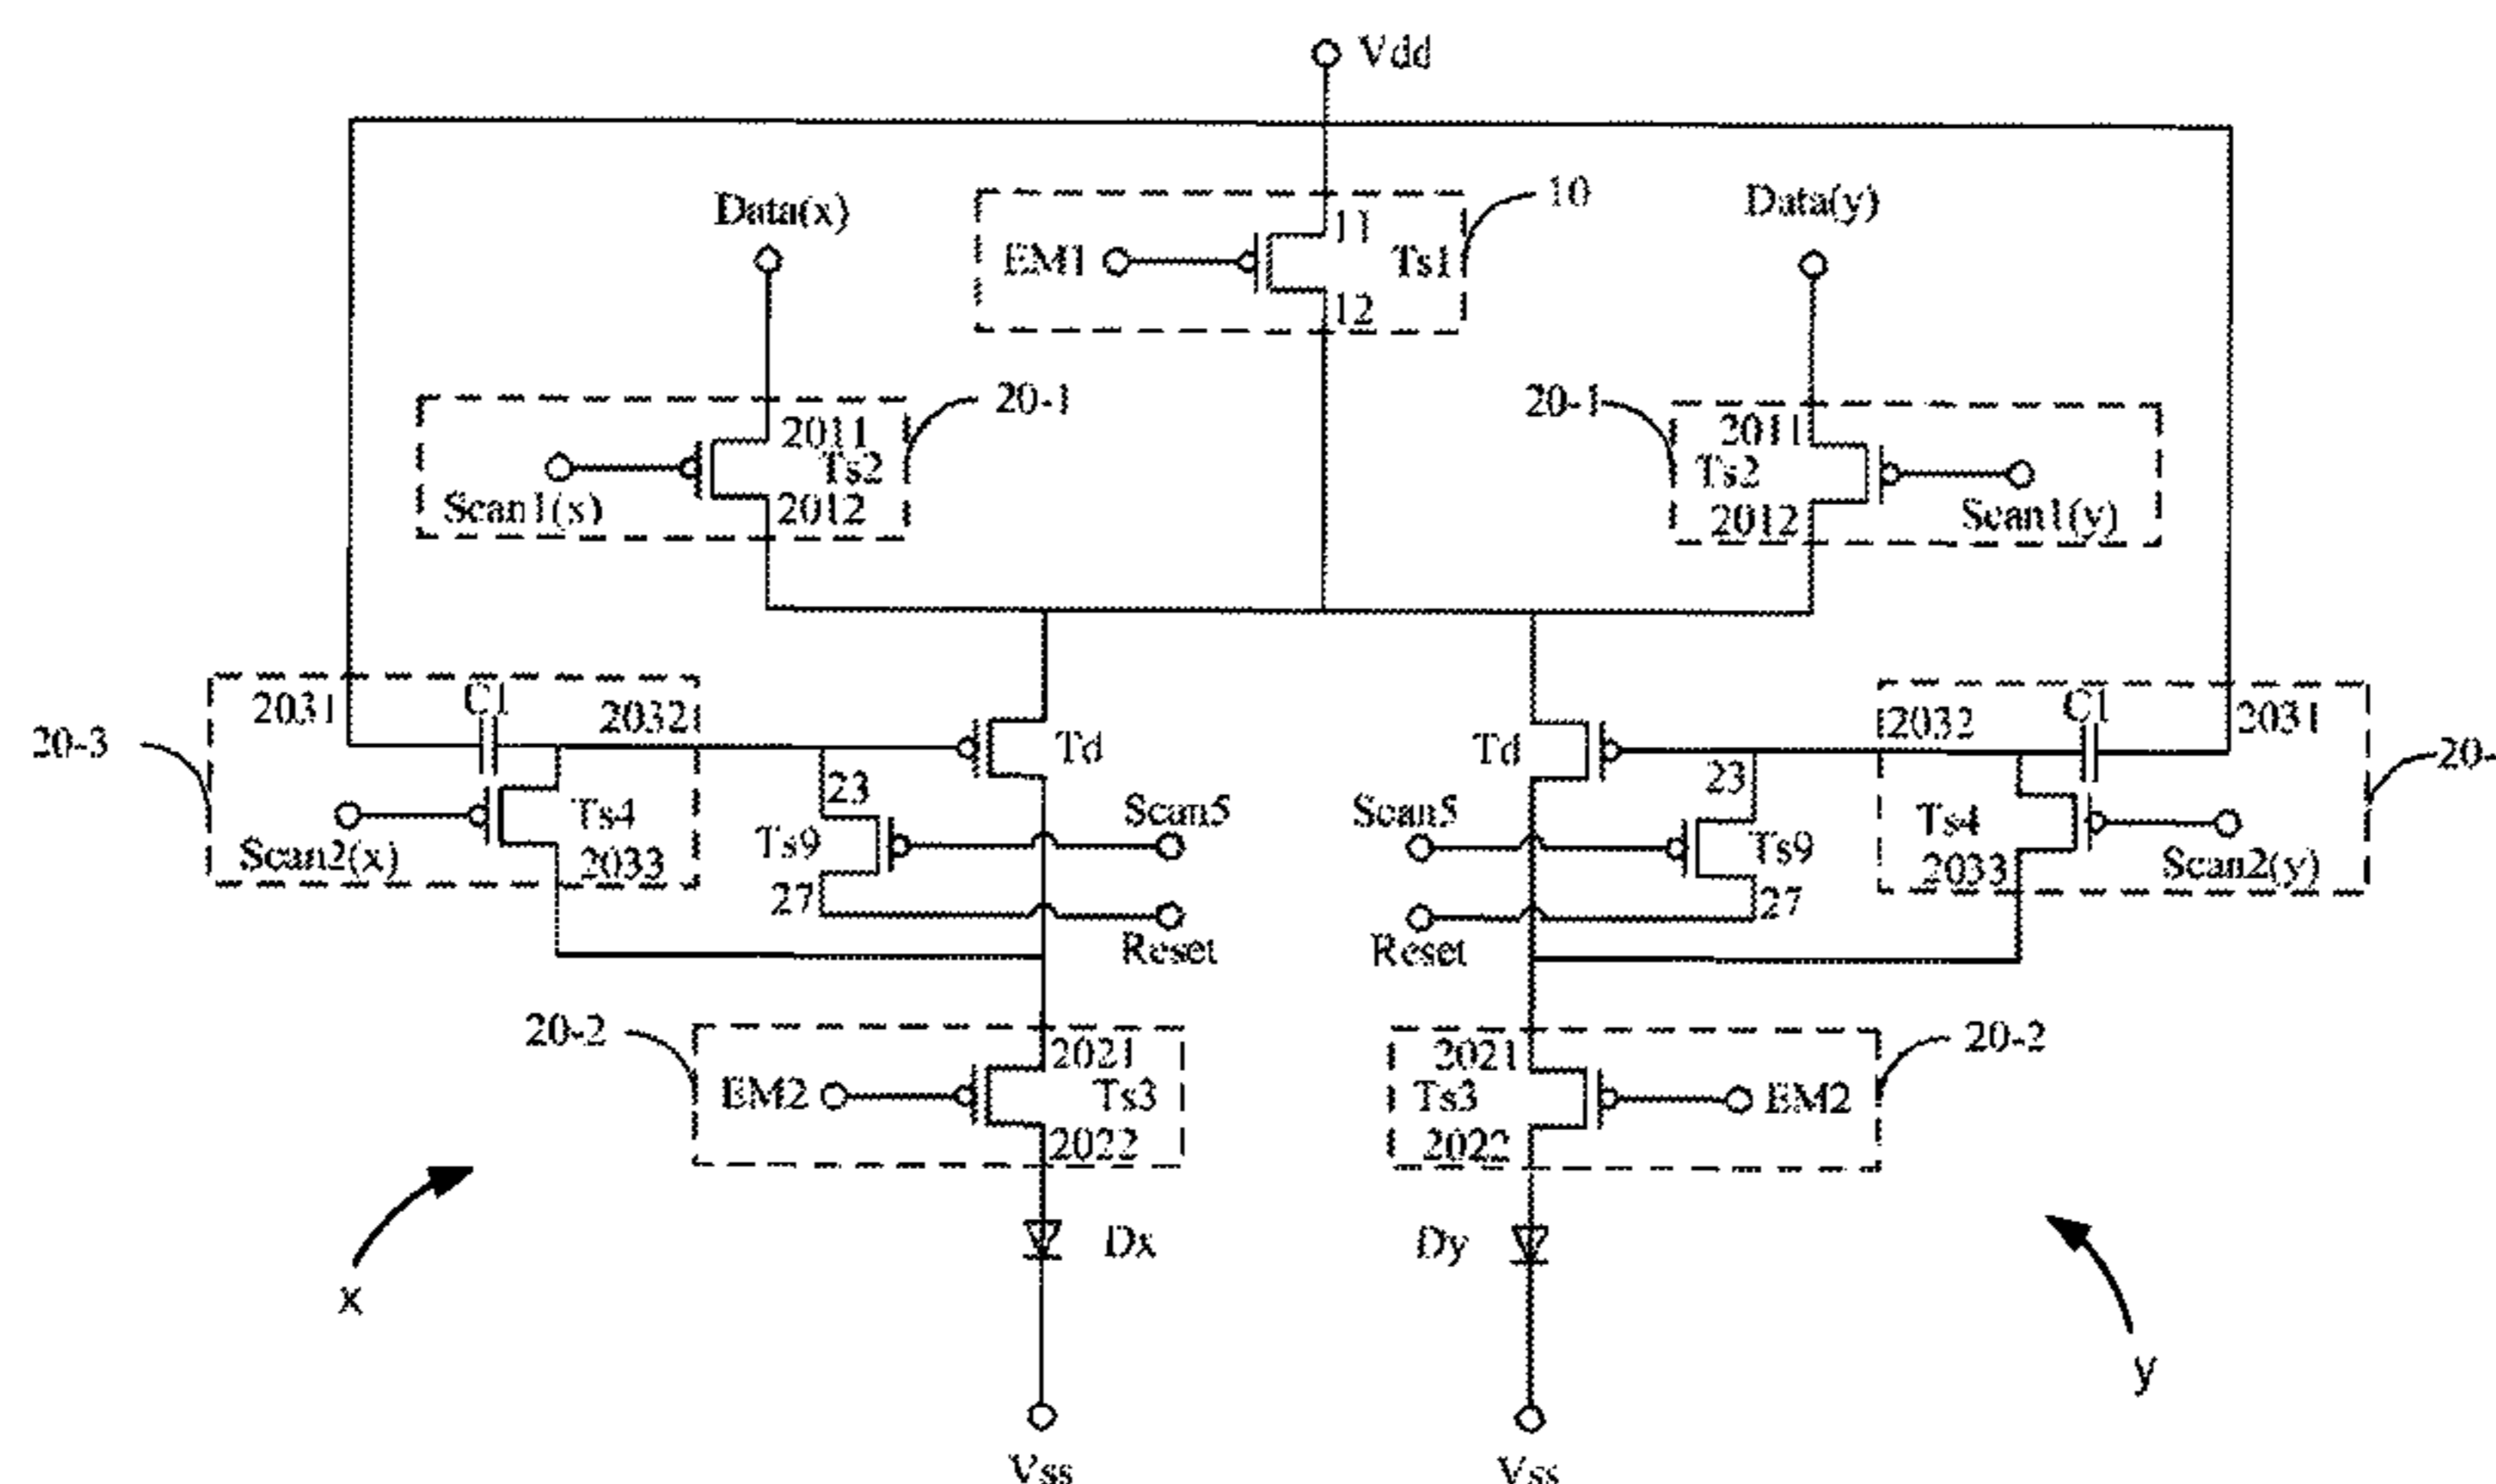 Vdd
Data(x)
10
Data(y)
11
EM1
Ts1
12
20-1
20-1
2011
2011
Ts2
Ts2
Scan1(x)
2012
2012
Scan1(y)
2031
C1
2032
2032
C1
2031
20-3
Td
Td
20-
23
23
Scan5
Scan5
Ts4
Ts9
Ts9
Ts4
Scan2(x)
2033
2033
Scan2(y)
27
27
Reset
Reset
20-2
2021
2021
20-2
EM2
Ts3
Ts3
EM2
2022
2022
Dx
Dy
x
y
Vss
Vss